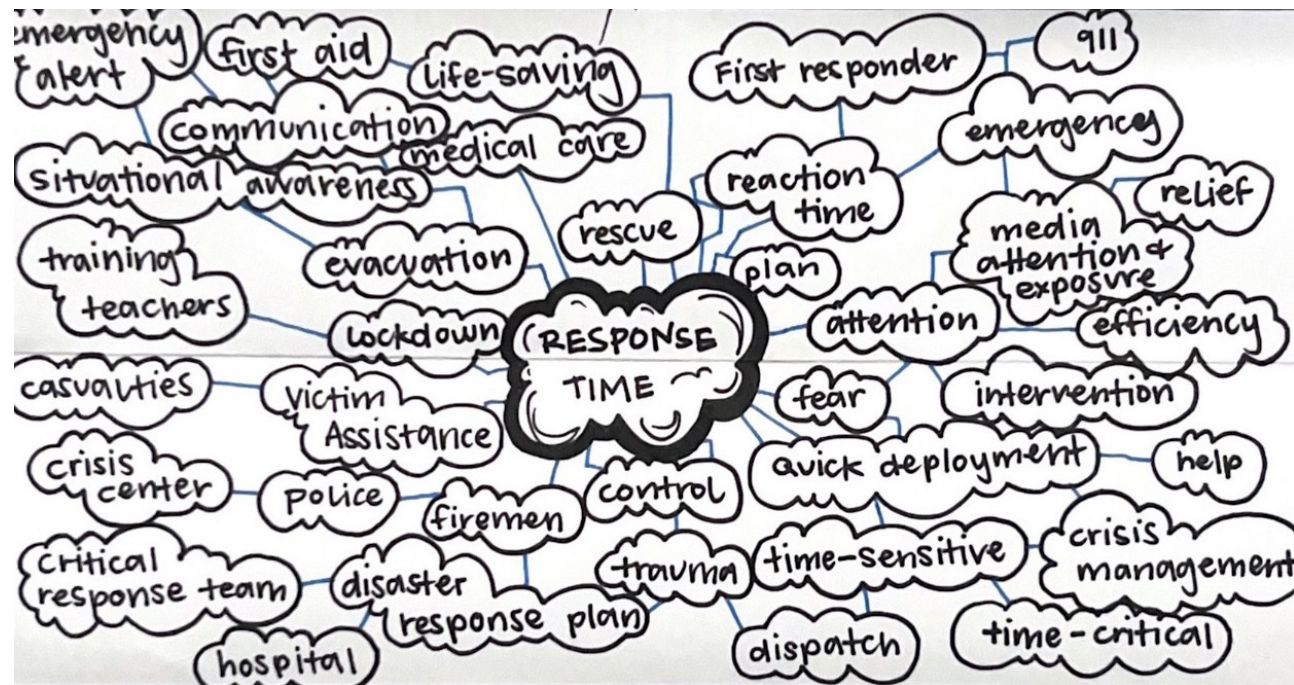 emergency
alert
first aid
life-saving
communication
medical care
situational awareness
evacuation
training
teachers
lockdown
rescue
First responder
911
emergency
reaction
time
relief
plan
media
attention &
exposure
attention
efficiency
RESPONSE
TIME
casualties
victim
Assistance
fear
intervention
crisis
center
police
firemen
control
Quick deployment
help
critical
response team
disaster
response plan
trauma
time-sensitive
crisis
management
hospital
dispatch
time-critical